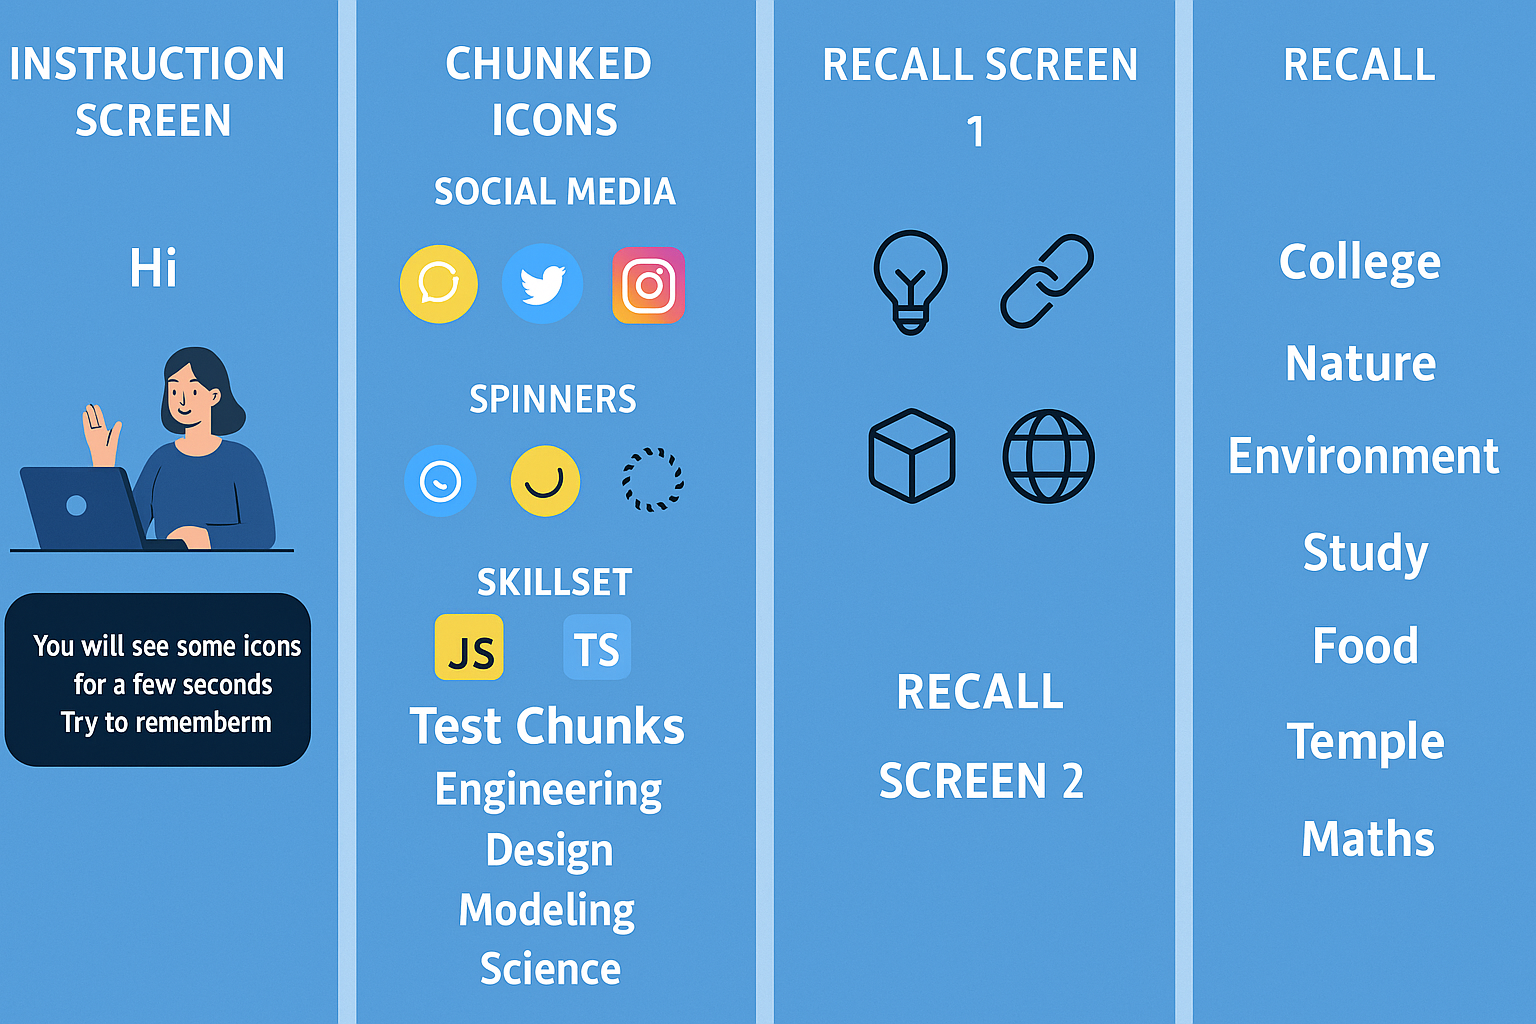 INSTRUCTION
SCREEN
Hi
You will see some icons
for a few seconds
Try to rememberm
CHUNKED
ICONS
SOCIAL MEDIA
SPINNERS
SKILLSET
JS
TS
Test Chunks
Engineering
Design
Modeling
Science
RECALL SCREEN
1
RECALL
SCREEN 2
RECALL
College
Nature
Environment
Study
Food
Temple
Maths